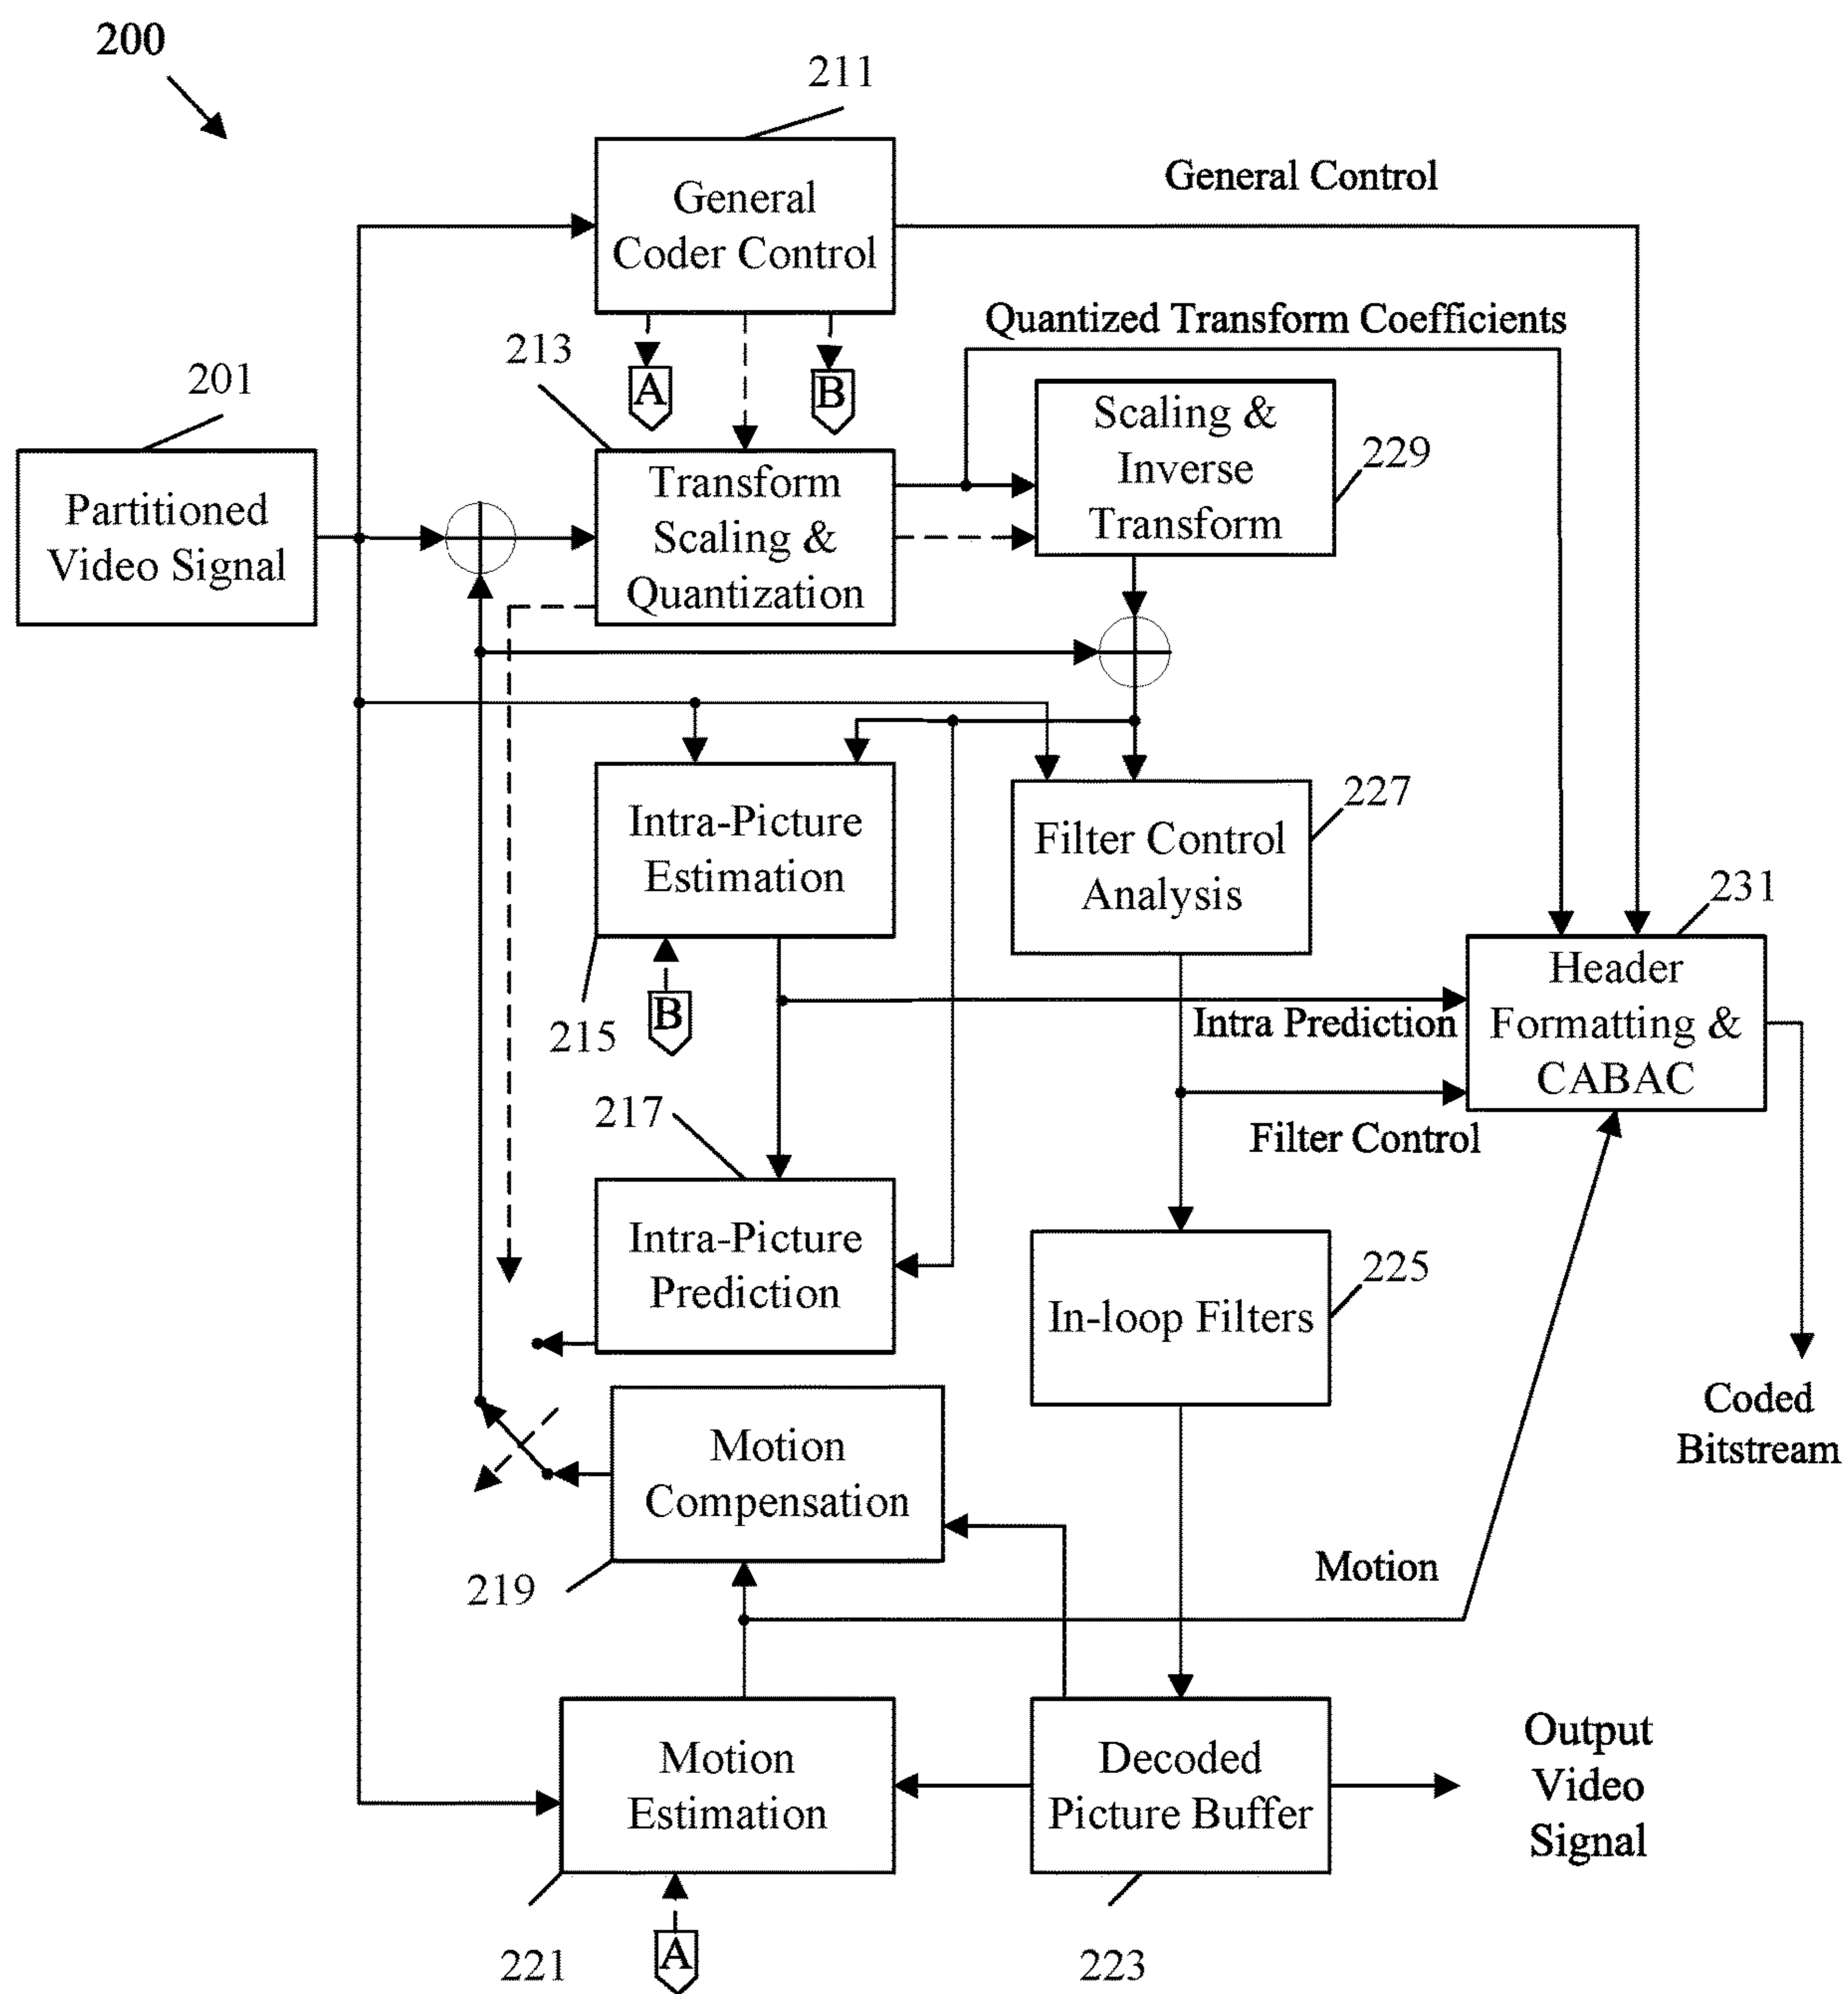 200
211
General
Coder Control
General Control
Quantized Transform Coefficients
A
B
213
201
Partitioned
Video Signal
Transform
Scaling &
Quantization
Scaling &
Inverse
Transform
229
Intra-Picture
Estimation
215
B
227
Filter Control
Analysis
231
Header
Formatting &
CABAC
Intra Prediction
Filter Control
217
Intra-Picture
Prediction
225
In-loop Filters
Coded
Bitstream
Motion
Compensation
219
Motion
Motion
Estimation
221
A
Decoded
Picture Buffer
223
Output
Video
Signal